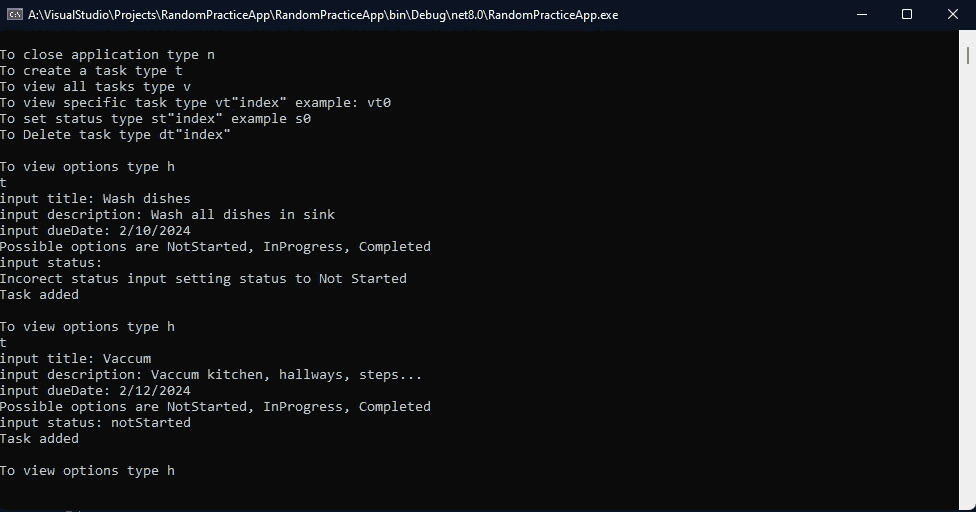 A:\VisualStudio\Projects\RandomPracticeApp\RandomPracticeApp\bin\Debug\net8.0\RandomPracticeApp.exe
To close application type n
To create a task type t
To view all tasks type v
To view specific task type vt"index" example: vt0
To set status type st"index" example s0
To Delete task type dt"index"
To view options type h
t
input title: Wash dishes
input description: Wash all dishes in sink
input dueDate: 2/10/2024
Possible options are NotStarted, InProgress, Completed
input status:
Incorect status input setting status to Not Started
Task added
To view options type h
t
input title: Vaccum
input description: Vaccum kitchen, hallways, steps...
input dueDate: 2/12/2024
Possible options are NotStarted, InProgress, Completed
input status: notStarted
Task added
To view options type h